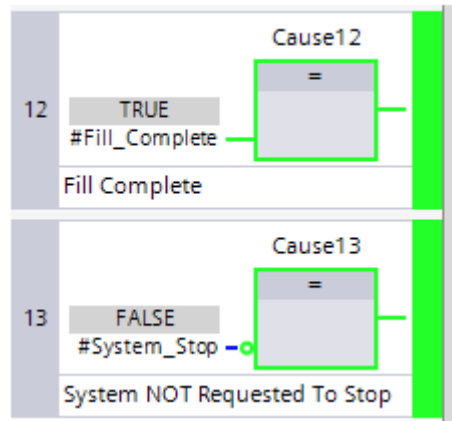 Cause12
=
12
TRUE
#Fill_Complete
Fill Complete
Cause13
=
13
FALSE
#System_Stop
System NOT Requested To Stop